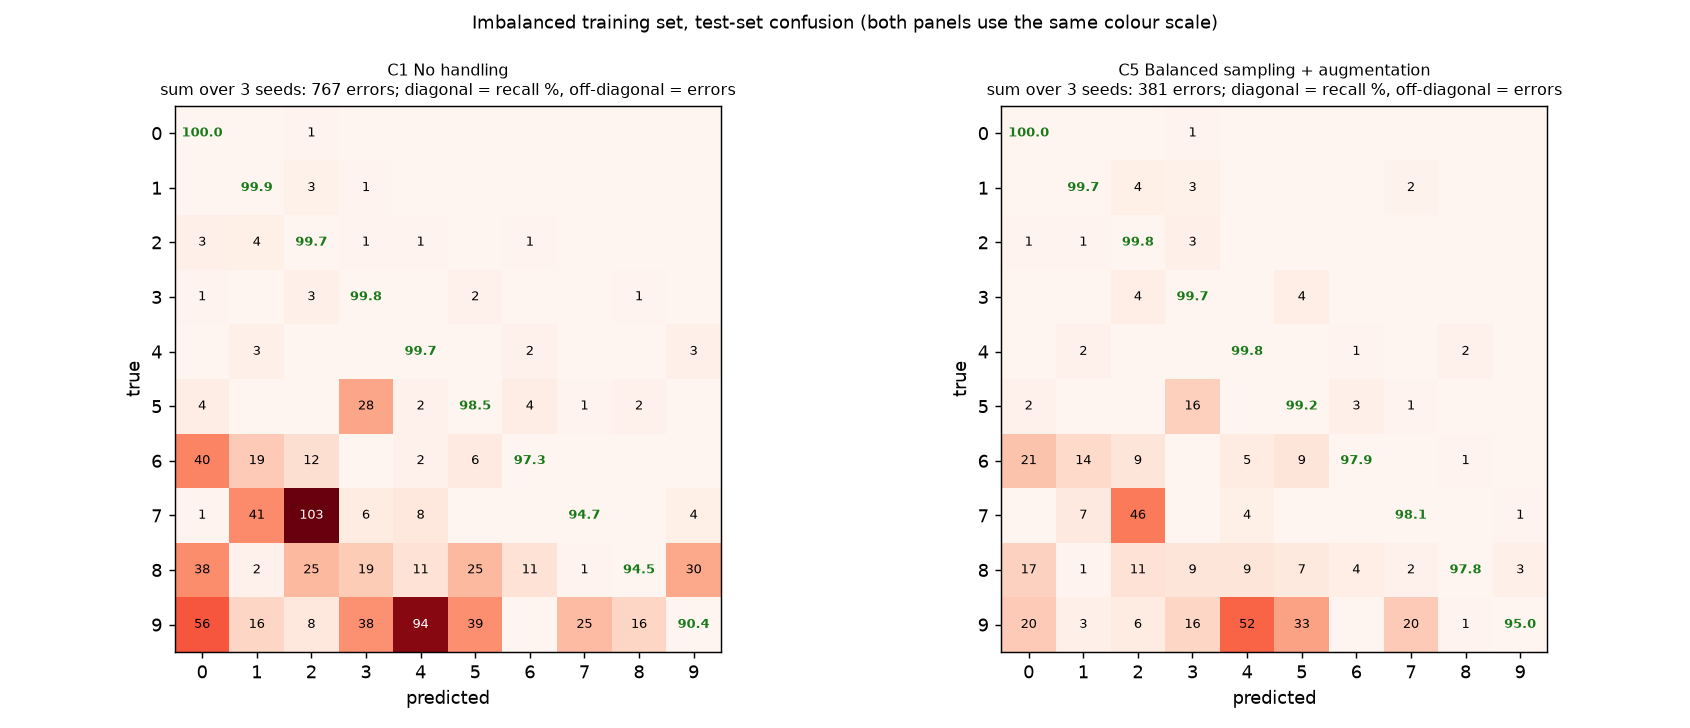 Imbalanced training set, test-set confusion (both panels use the same colour scale)
C1 No handling
sum over 3 seeds: 767 errors; diagonal = recall %, off-diagonal = errors
true
0 100.0 1
1 99.9 3 1
2 3 4 99.7 1 1 1
3 1 3 99.8 2 1
4 3 99.7 2 3
5 4 28 2 98.5 4 1 2
6 40 19 12 2 6 97.3
7 1 41 103 6 8 94.7 4
8 38 2 25 19 11 25 11 1 94.5 30
9 56 16 8 38 94 39 25 16 90.4
0 1 2 3 4 5 6 7 8 9
predicted
C5 Balanced sampling + augmentation
sum over 3 seeds: 381 errors; diagonal = recall %, off-diagonal = errors
true
0 100.0 1
1 99.7 4 3 2
2 1 1 99.8 3
3 4 99.7 4
4 2 99.8 1 2
5 2 16 99.2 3 1
6 21 14 9 5 9 97.9 1
7 7 46 4 98.1 1
8 17 1 11 9 9 7 4 2 97.8 3
9 20 3 6 16 52 33 20 1 95.0
0 1 2 3 4 5 6 7 8 9
predicted